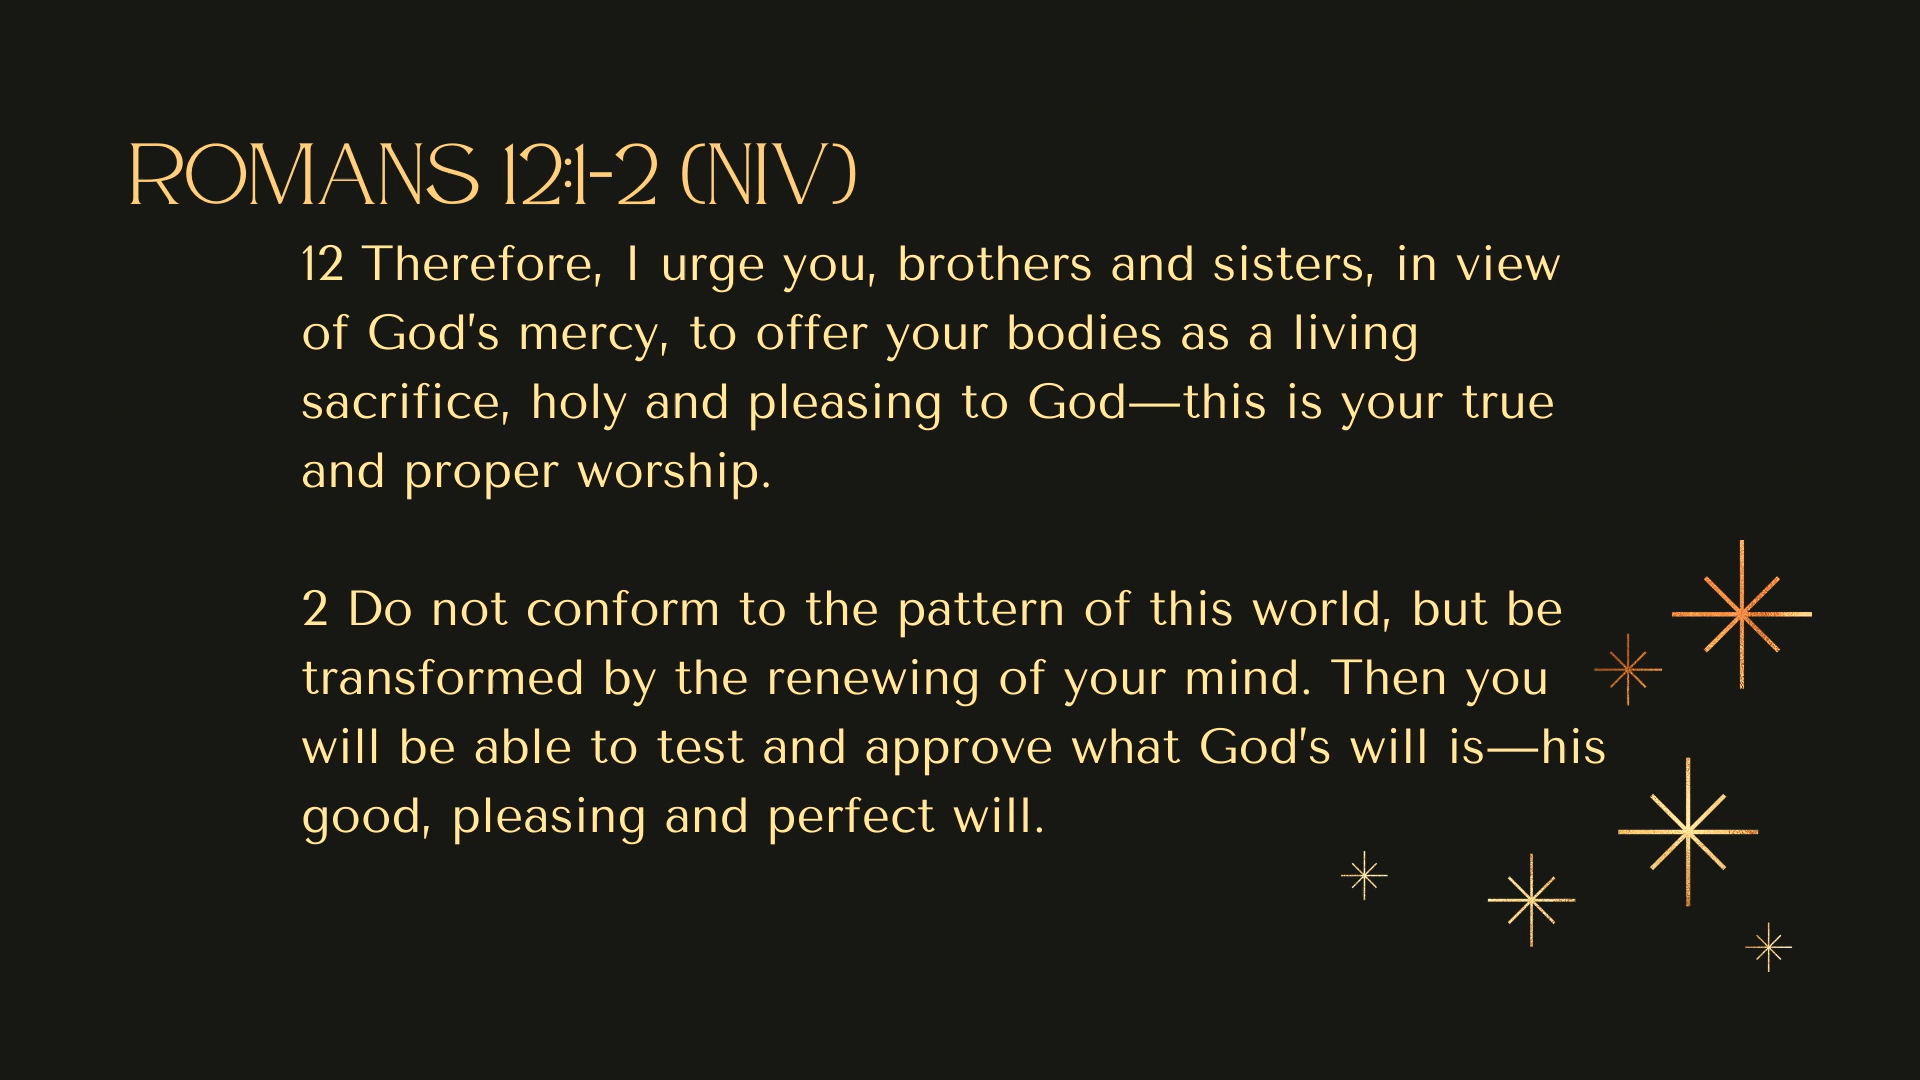 ROMANS 12:1-2 (NIV)
12 Therefore, I urge you, brothers and sisters, in view
of God’s mercy, to offer your bodies as a living
sacrifice, holy and pleasing to God—this is your true
and proper worship.
2 Do not conform to the pattern of this world, but be
transformed by the renewing of your mind. Then you
will be able to test and approve what God’s will is—his
good, pleasing and perfect will.